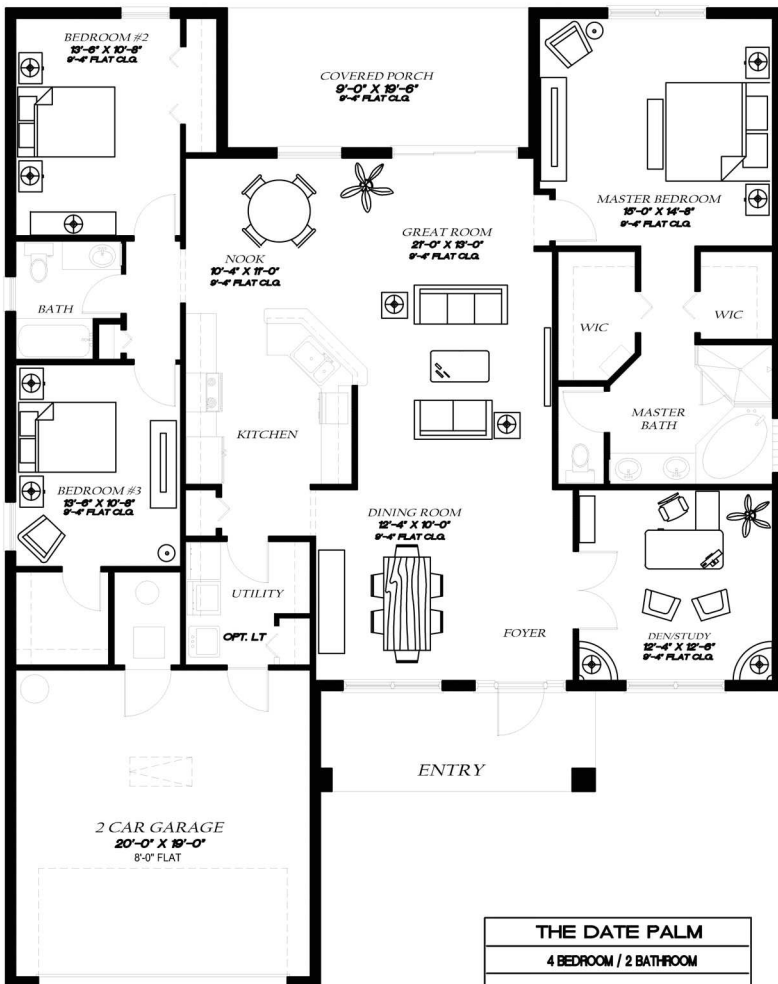 BEDROOM #2
13'-6" X 10'-8"
9'-4" FLAT CLG.
COVERED PORCH
9'-0" X 19'-6"
9'-4" FLAT CLG.
MASTER BEDROOM
15'-0" X 14'-8"
9'-4" FLAT CLG.
GREAT ROOM
21'-0" X 19'-0"
9'-4" FLAT CLG.
NOOK
10'-4" X 11'-0"
9'-4" FLAT CLG.
BATH
WIC
WIC
KITCHEN
MASTER
BATH
BEDROOM #3
13'-6" X 10'-8"
9'-4" FLAT CLG.
DINING ROOM
12'-4" X 10'-0"
9'-4" FLAT CLG.
UTILITY
OPT. LT
FOYER
DEN/STUDY
12'-4" X 12'-6"
9'-4" FLAT CLG.
ENTRY
2 CAR GARAGE
20'-0" X 19'-0"
8'-0" FLAT
THE DATE PALM
4 BEDROOM / 2 BATHROOM